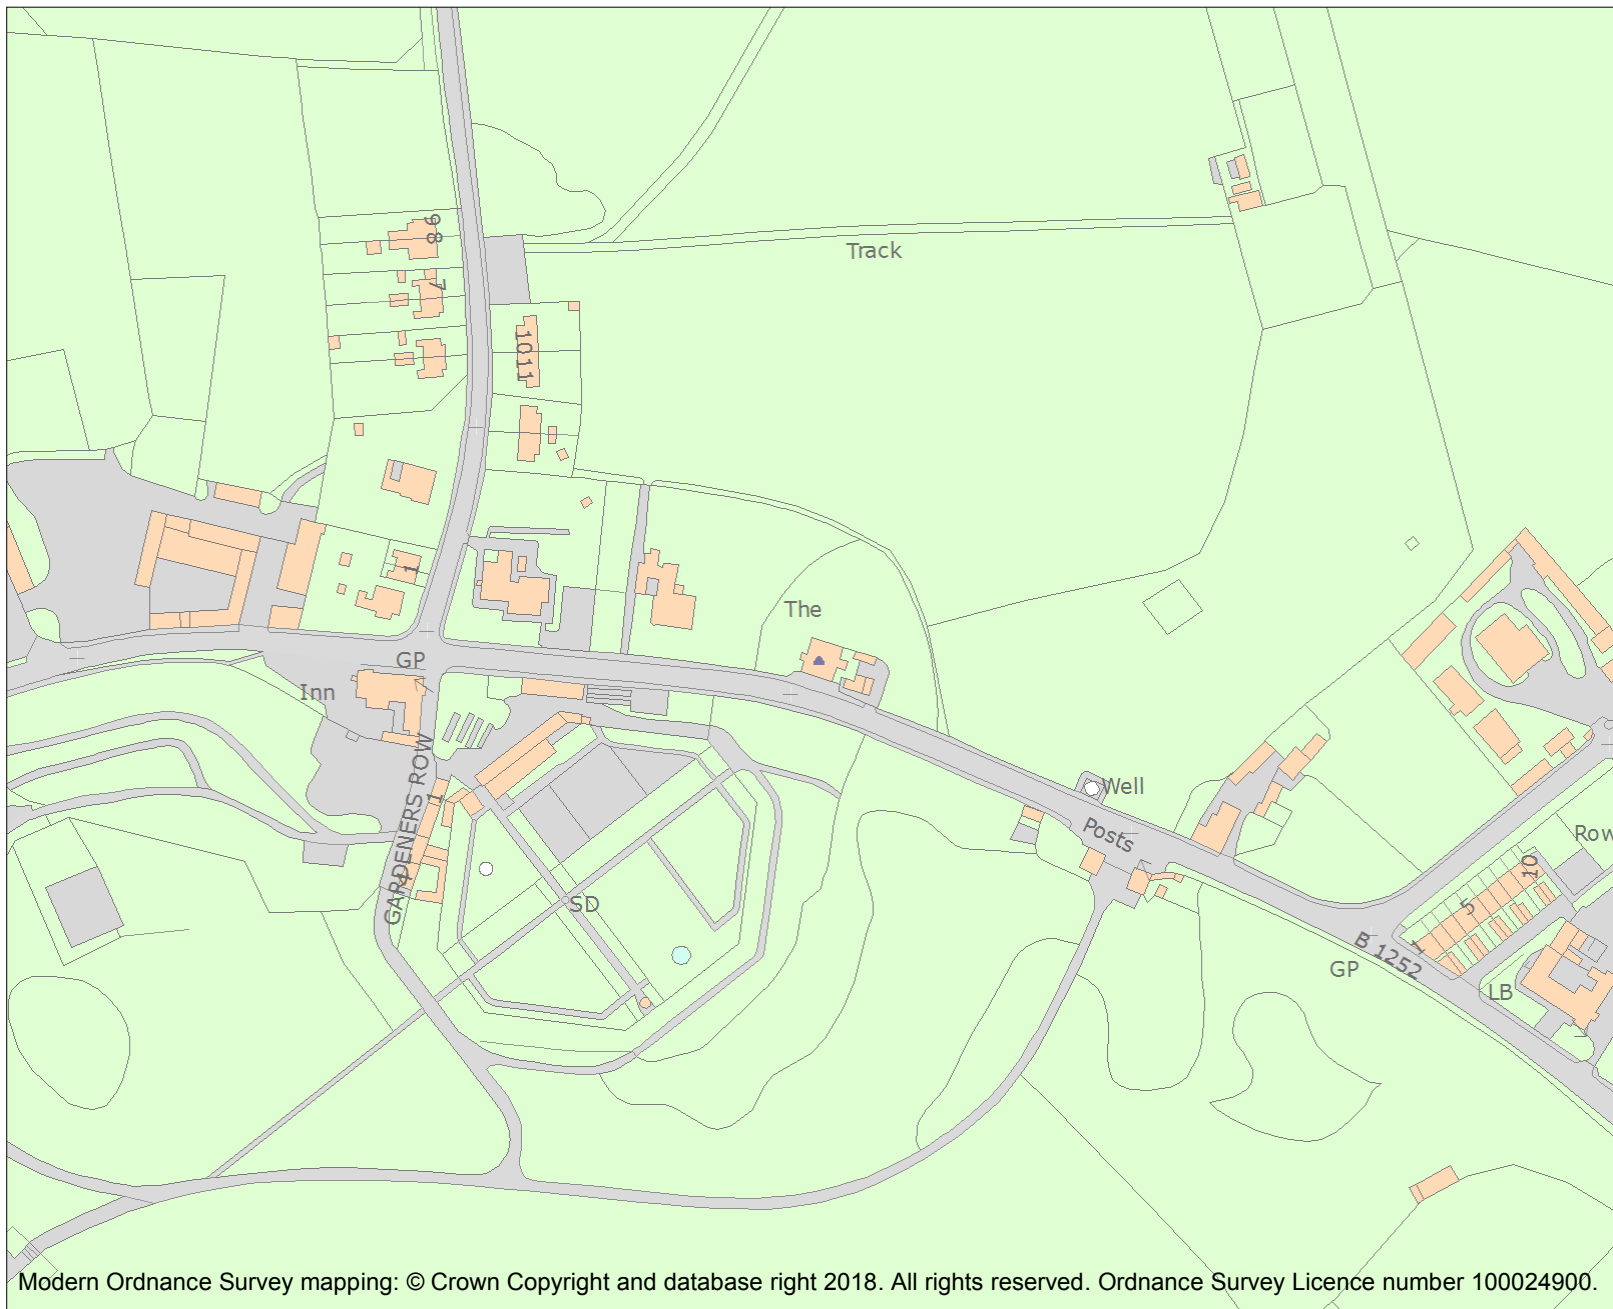 9
8
Track
7
10
11
1
The
GP
Inn
Well
GARDENERS ROW
1
Posts
Row
10
4
SD
5
1
B 1252
GP
LB
Modern Ordnance Survey mapping: © Crown Copyright and database right 2018. All rights reserved. Ordnance Survey Licence number 100024900.